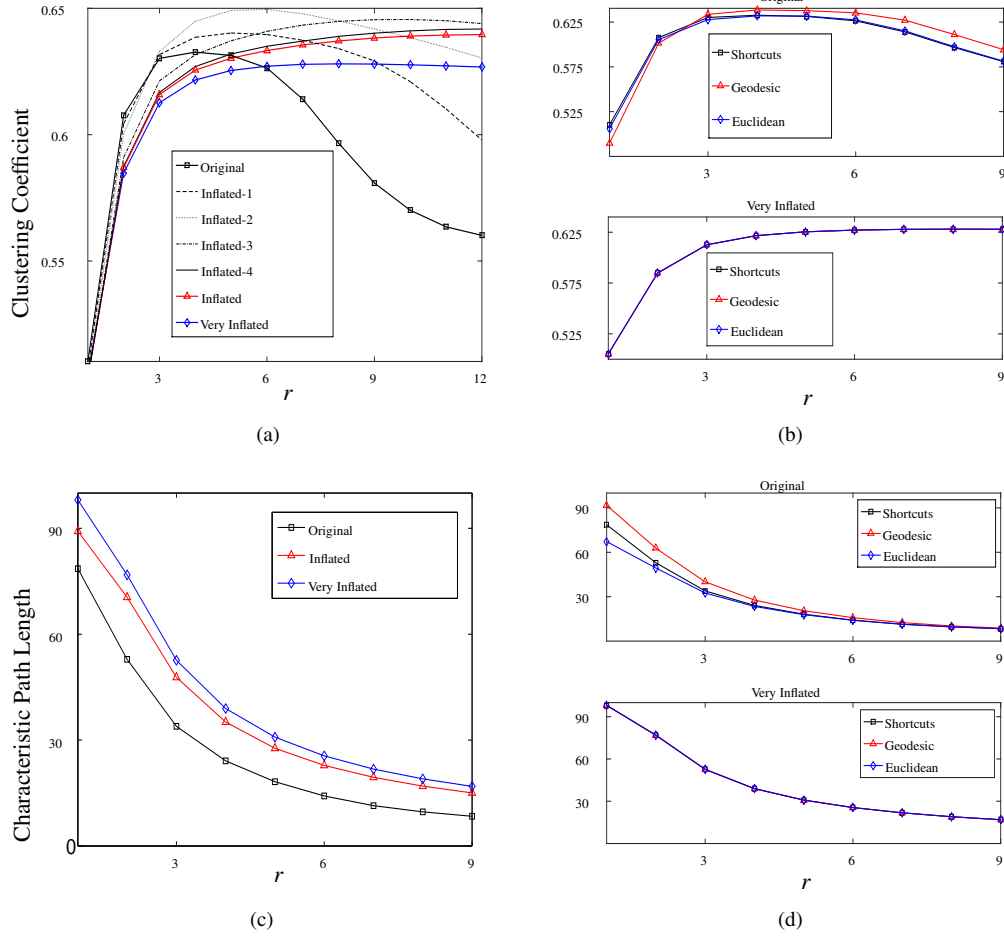 0.65
0.6
0.55
Clustering Coefficient
Original
Inflated-1
Inflated-2
Inflated-3
Inflated-4
Inflated
Very Inflated
3
6
9
12
r
(a)
Original
0.625
0.575
0.525
Shortcuts
Geodesic
Euclidean
3
6
9
Very Inflated
0.625
0.575
0.525
Shortcuts
Geodesic
Euclidean
3
6
9
r
(b)
90
60
30
0
Characteristic Path Length
Original
Inflated
Very Inflated
3
6
9
r
(c)
Original
90
60
30
Shortcuts
Geodesic
Euclidean
3
6
9
Very Inflated
90
60
30
Shortcuts
Geodesic
Euclidean
3
6
9
r
(d)